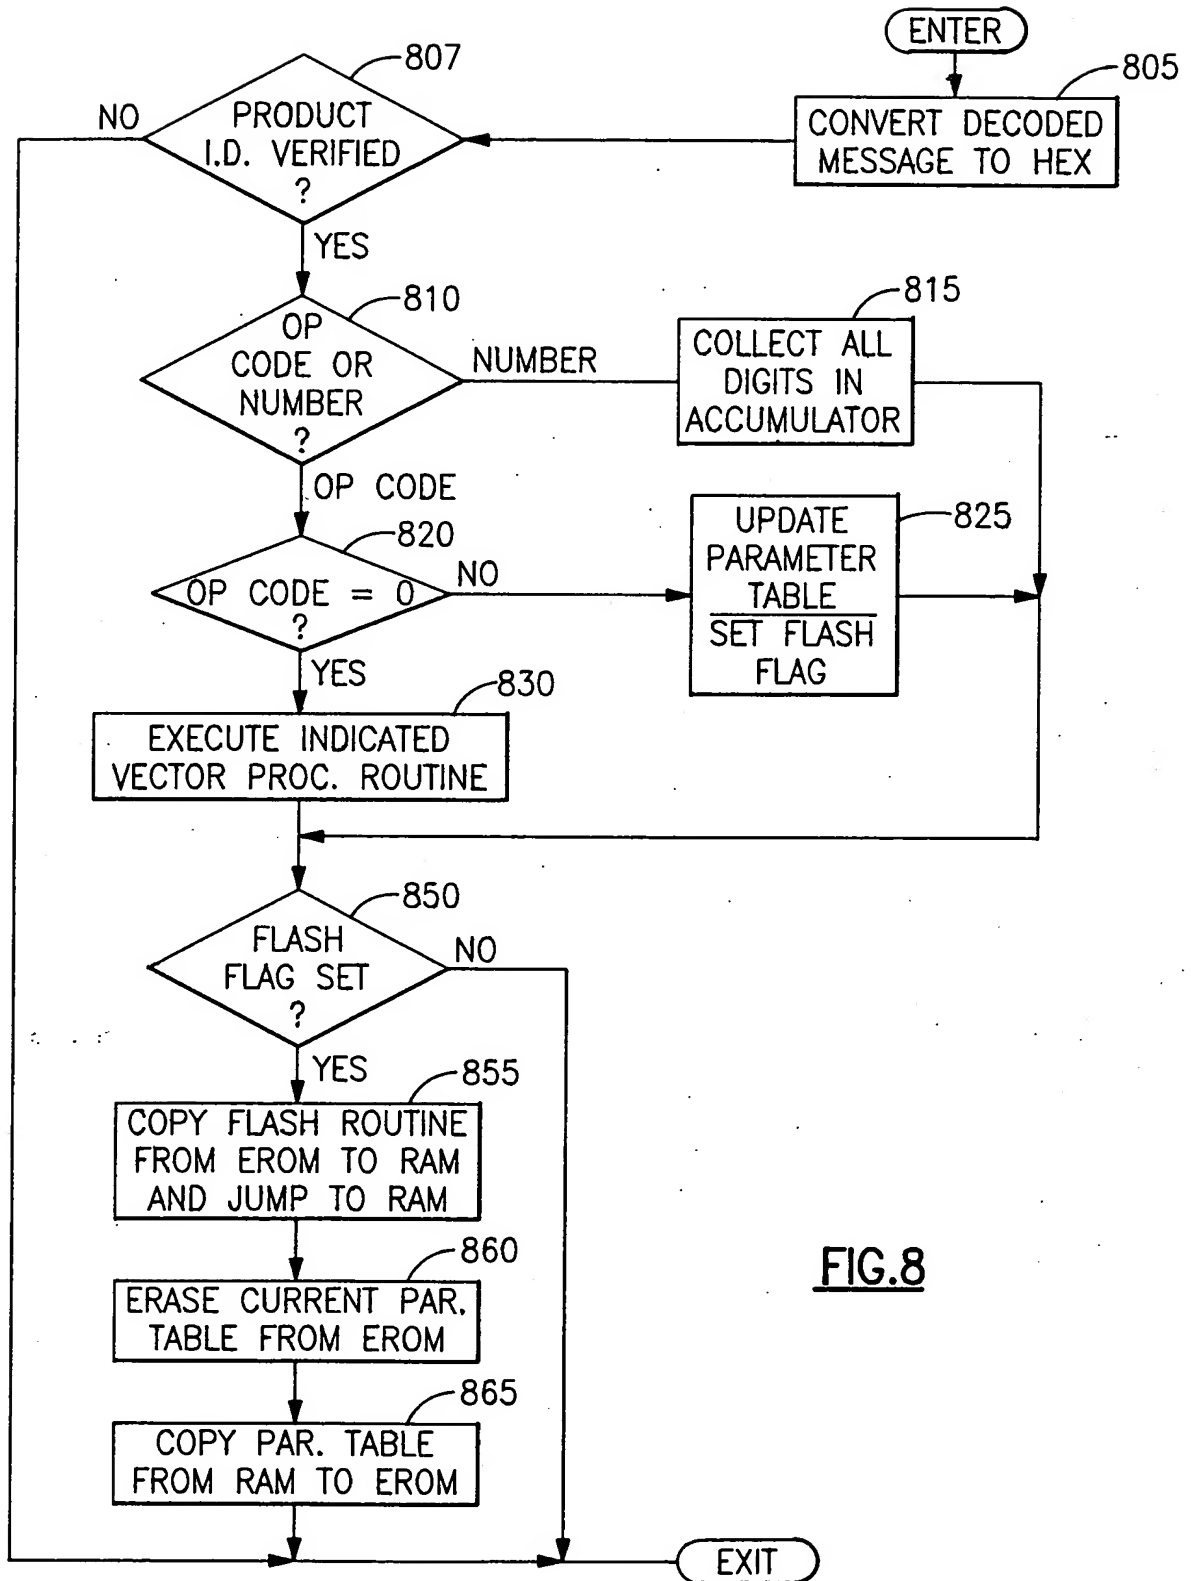 ENTER
805
CONVERT DECODED
MESSAGE TO HEX
807
NO
PRODUCT
I.D. VERIFIED
?
YES
810
OP
CODE OR
NUMBER
?
NUMBER
815
COLLECT ALL
DIGITS IN
ACCUMULATOR
OP CODE
820
OP CODE = 0
?
NO
825
UPDATE
PARAMETER
TABLE
SET FLASH
FLAG
YES
830
EXECUTE INDICATED
VECTOR PROC. ROUTINE
850
FLASH
FLAG SET
?
NO
YES
855
COPY FLASH ROUTINE
FROM EROM TO RAM
AND JUMP TO RAM
860
ERASE CURRENT PAR.
TABLE FROM EROM
865
COPY PAR. TABLE
FROM RAM TO EROM
EXIT
FIG.8